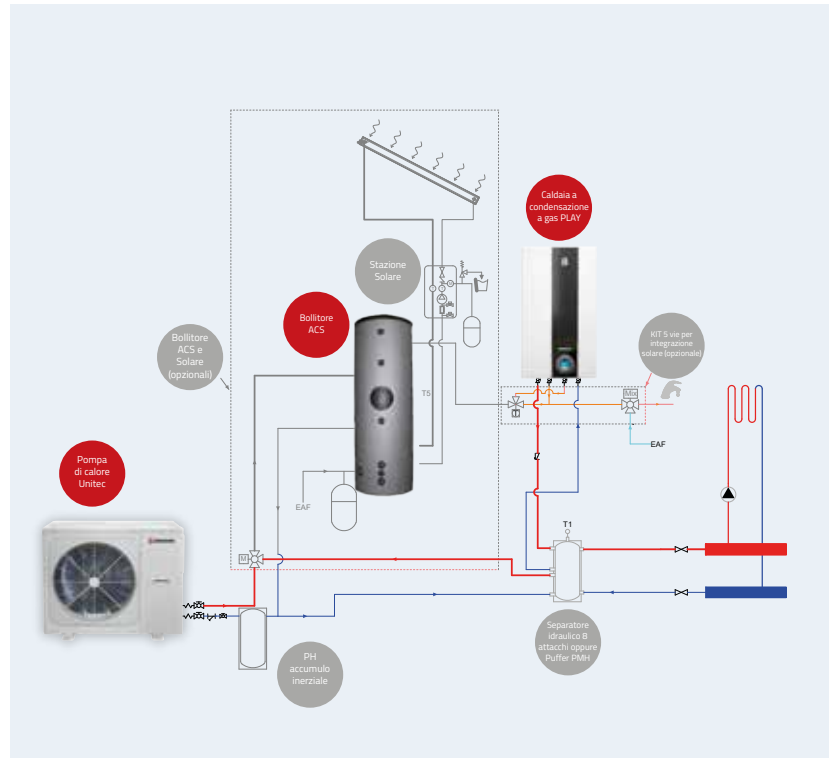 Caldaia a
condensazione
a gas PLAY
Stazione
Solare
Bollitore
ACS
KIT 5 vie per
integrazione
solare (opzionale)
Bollitore
ACS e
Solare
(opzionali)
T5
Mix
EAF
Pompa
di calore
Unitec
EAF
T1
M
Separatore
idraulico 8
attacchi oppure
Puffer PMH
PH
accumulo
inerziale